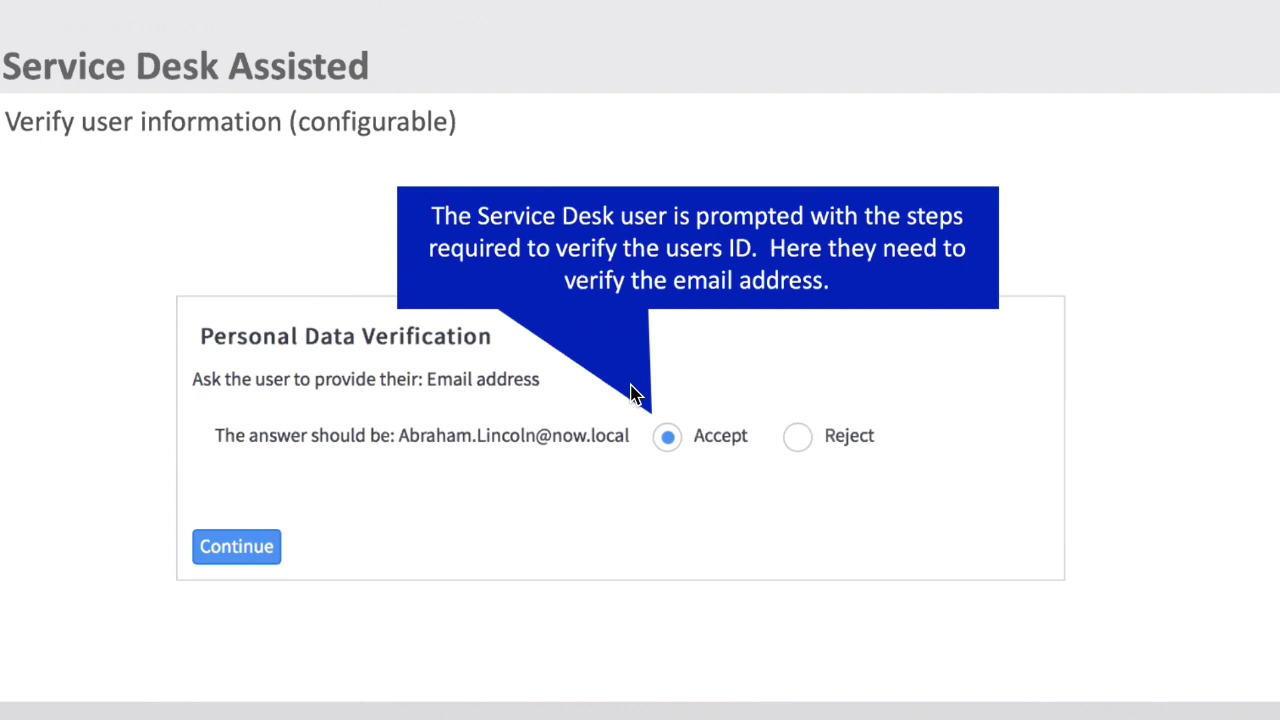 Service Desk Assisted
Verify user information (configurable)
The Service Desk user is prompted with the steps
required to verify the users ID.  Here they need to
verify the email address.
Personal Data Verification
Ask the user to provide their: Email address
The answer should be: Abraham.Lincoln@now.local Accept Reject
Continue